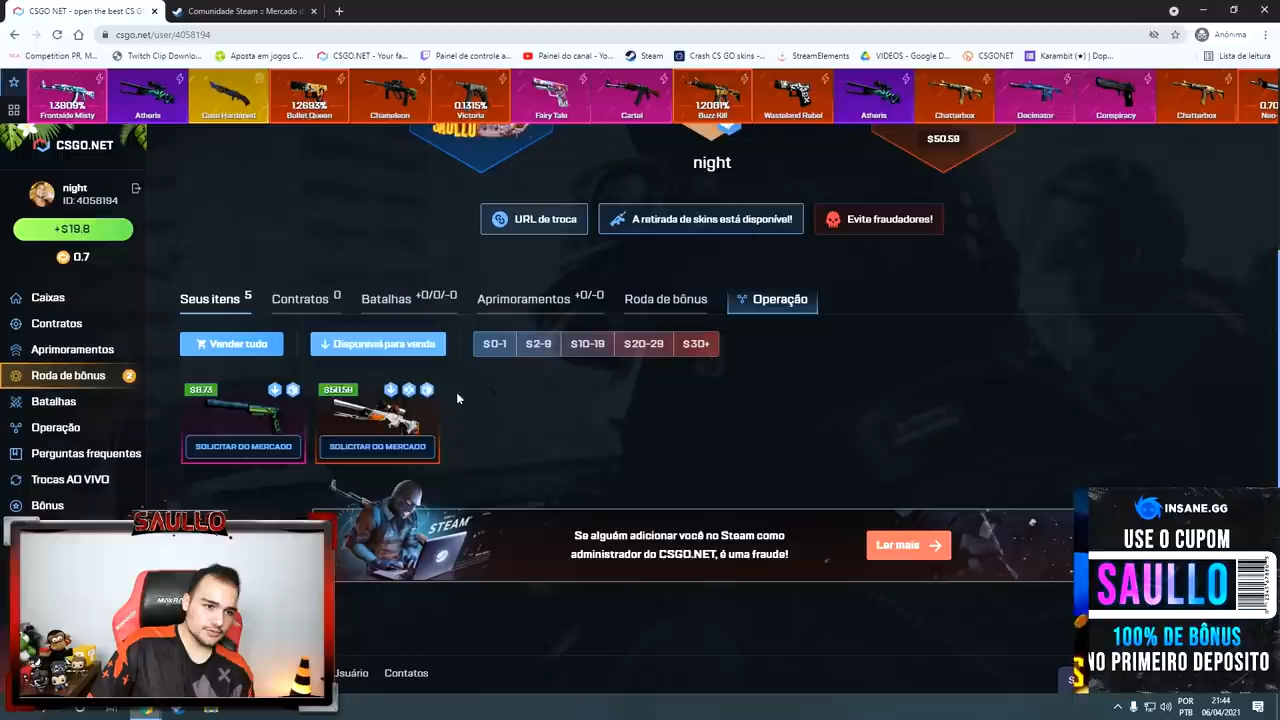 CSGO NET - open the best CS G
Comunidade Steam :: Mercado d
csgo.net/user/4058194
Anônima
Competition PR, M...
Twitch Clip Downlo...
Aposta em jogos C...
CSGO.NET - Your fa...
Painel de controle a...
Painel do canal - Yo...
Steam
Crash CS GO skins -...
StreamElements
VIDEOS - Google D...
CSGONET
Karambit (★) | Dop...
Lista de leitura
1.3809%
Frontside Misty
Atheris
Case Hardened
1.2693%
Bullet Queen
Chameleon
0.1315%
Victoria
Fairy Tale
Cartel
1.2001%
Buzz Kill
Wasteland Rebel
Atheris
Chatterbox
Decimator
Conspiracy
Chatterbox
0.70
Neo-
CSGO.NET
night
ID: 4058194
+$19.8
0.7
Caixas
Contratos
Aprimoramentos
Roda de bônus 2
Batalhas
Operação
Perguntas frequentes
Trocas AO VIVO
Bônus
$50.59
night
URL de troca
A retirada de skins está disponível!
Evite fraudadores!
Seus itens 5
Contratos 0
Batalhas +0/0/-0
Aprimoramentos +0/-0
Roda de bônus
Operação
Vender tudo
Disponível para venda
$0-1
$2-9
$10-19
$20-29
$30+
$8.73
SOLICITAR DO MERCADO
$50.59
SOLICITAR DO MERCADO
STEAM
Se alguém adicionar você no Steam como
administrador do CSGO.NET, é uma fraude!
Ler mais
Usuário
Contatos
SAULLO
INSANE.GG
USE O CUPOM
SAULLO
100% DE BÔNUS
NO PRIMEIRO DEPOSITO
POR
PTB
21:44
06/04/2021